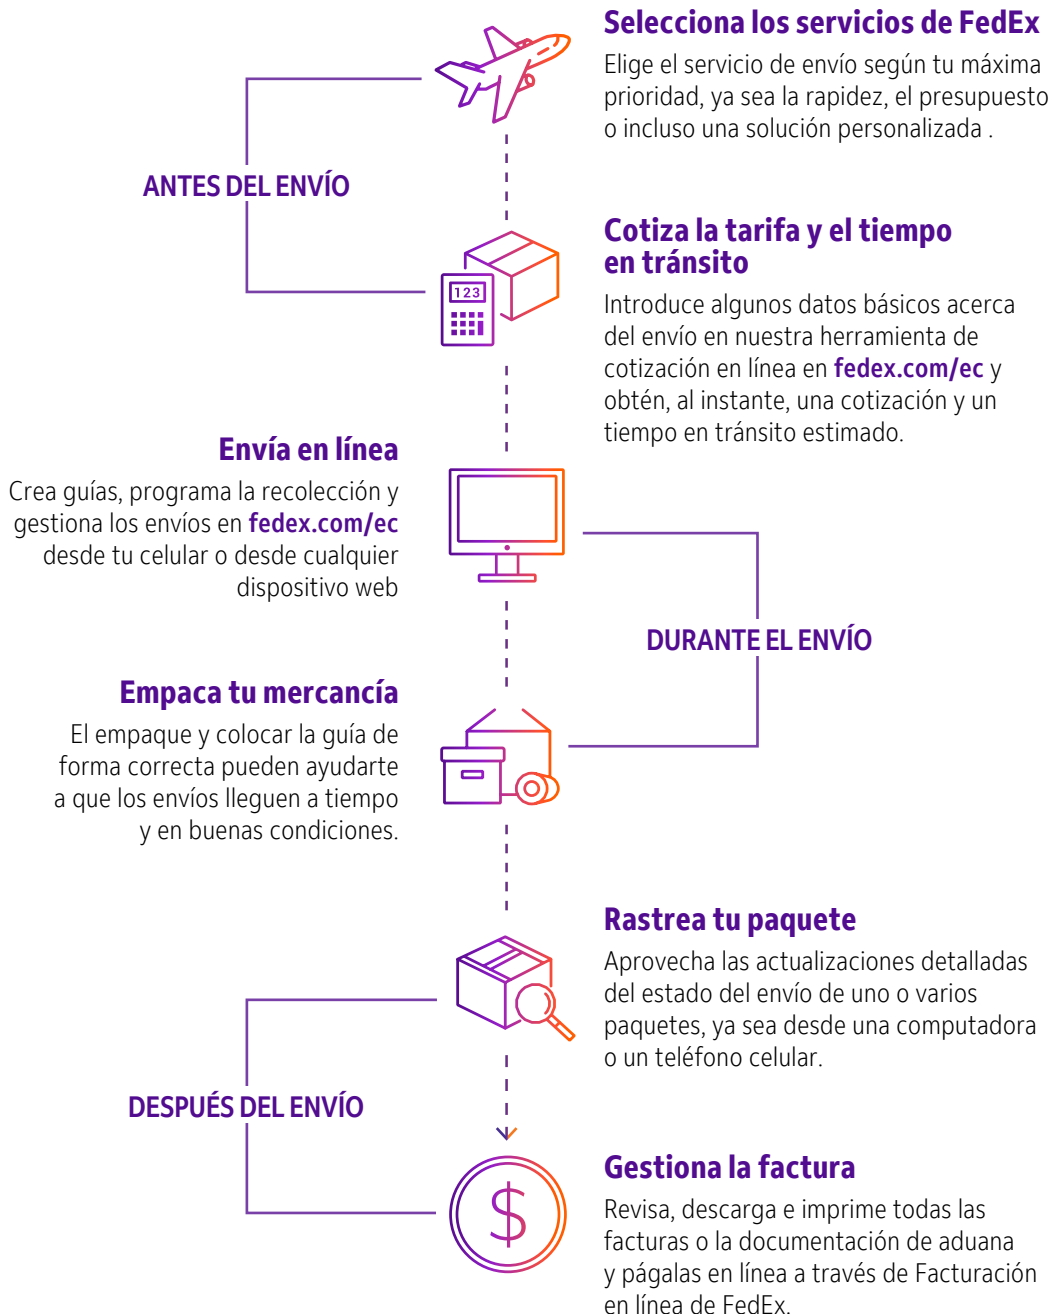 Selecciona los servicios de FedEx
Elige el servicio de envío según tu máxima
prioridad, ya sea la rapidez, el presupuesto
o incluso una solución personalizada .
ANTES DEL ENVÍO
Cotiza la tarifa y el tiempo
en tránsito
123
Introduce algunos datos básicos acerca
del envío en nuestra herramienta de
cotización en línea en fedex.com/ec y
obtén, al instante, una cotización y un
tiempo en tránsito estimado.
Envía en línea
Crea guías, programa la recolección y
gestiona los envíos en fedex.com/ec
desde tu celular o desde cualquier
dispositivo web
DURANTE EL ENVÍO
Empaca tu mercancía
El empaque y colocar la guía de
forma correcta pueden ayudarte
a que los envíos lleguen a tiempo
y en buenas condiciones.
Rastrea tu paquete
Aprovecha las actualizaciones detalladas
del estado del envío de uno o varios
paquetes, ya sea desde una computadora
o un teléfono celular.
DESPUÉS DEL ENVÍO
Gestiona la factura
$
Revisa, descarga e imprime todas las
facturas o la documentación de aduana
y págalas en línea a través de Facturación
en línea de FedEx.